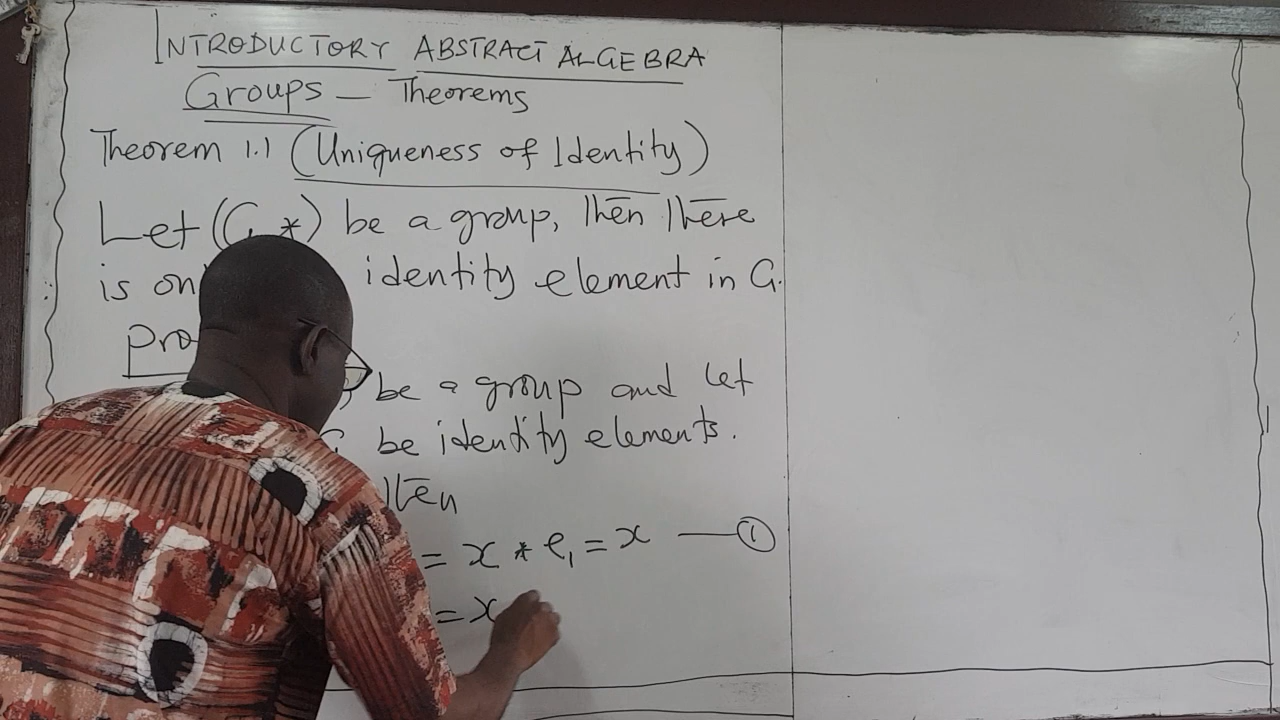 INTRODUCTORY ABSTRACT ALGEBRA
Groups — Theorems
Theorem 1.1 (Uniqueness of Identity)
Let (G, *) be a group, Then There
is identity element in G.
be a group and let
be identity elements.
Then
= x * e₁ = x — ①
= x